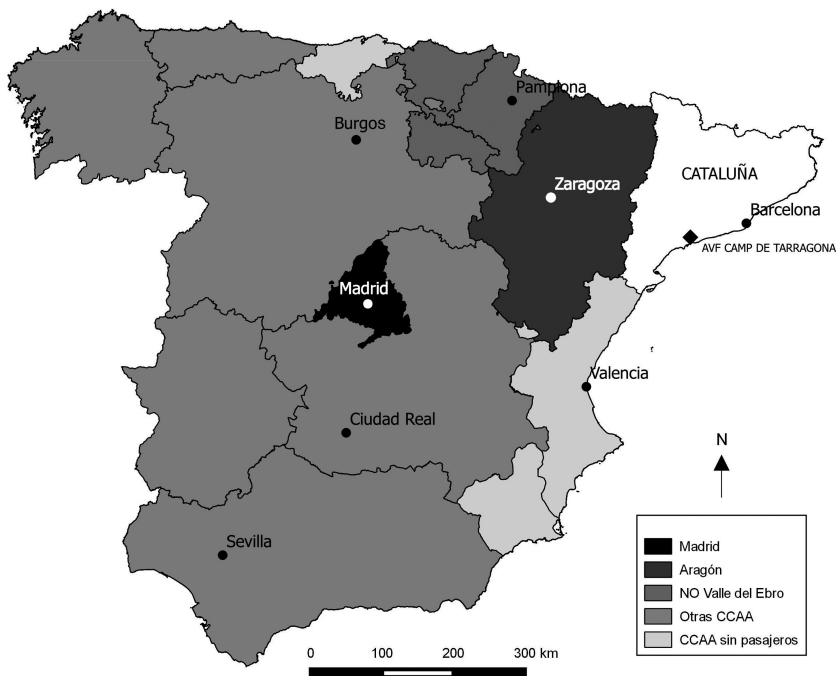 Pamplona
Burgos
Zaragoza
CATALUÑA
Barcelona
AVF CAMP DE TARRAGONA
Madrid
Valencia
Ciudad Real
Sevilla
N
Madrid
Aragón
NO Valle del Ebro
Otras CCAA
CCAA sin pasajeros
0 100 200 300 km